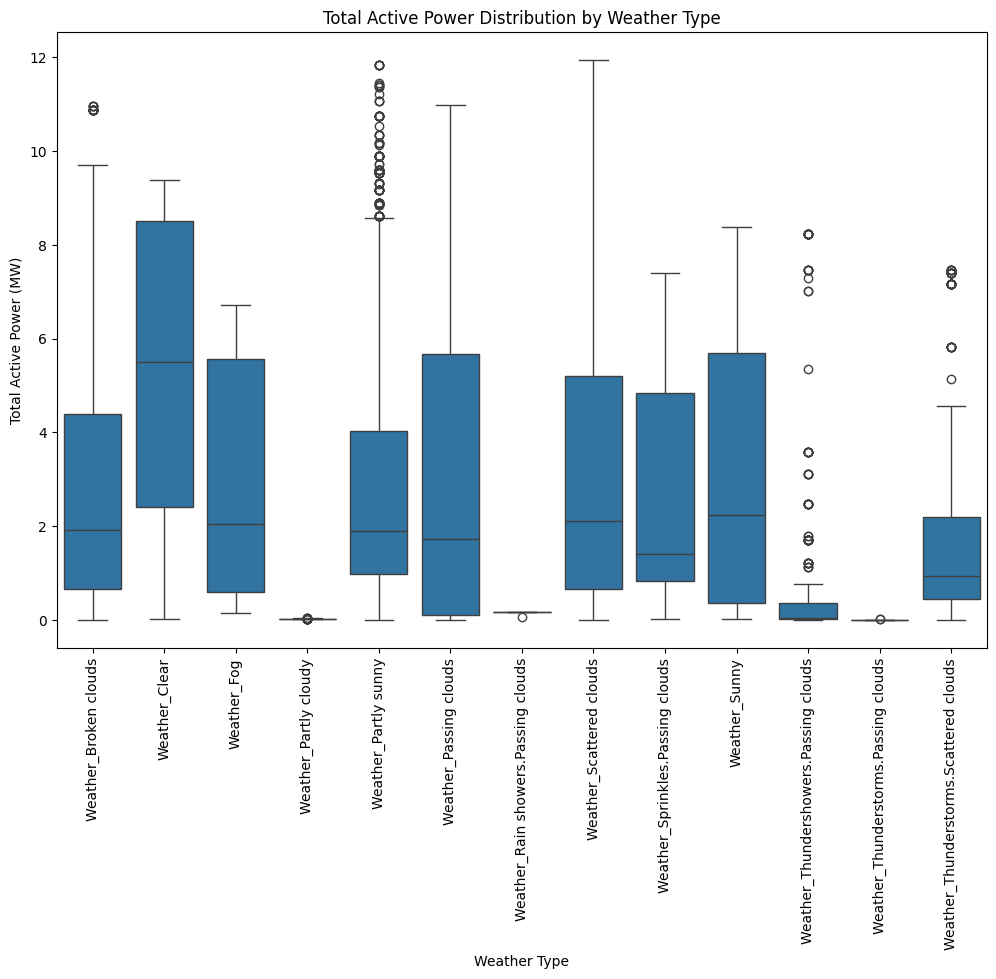 Total Active Power Distribution by Weather Type
Total Active Power (MW)
12
10
8
6
4
2
0
Weather_Broken clouds
Weather_Clear
Weather_Fog
Weather_Partly cloudy
Weather_Partly sunny
Weather_Passing clouds
Weather_Rain showers.Passing clouds
Weather_Scattered clouds
Weather_Sprinkles.Passing clouds
Weather_Sunny
Weather_Thundershowers.Passing clouds
Weather_Thunderstorms.Passing clouds
Weather_Thunderstorms.Scattered clouds
Weather Type